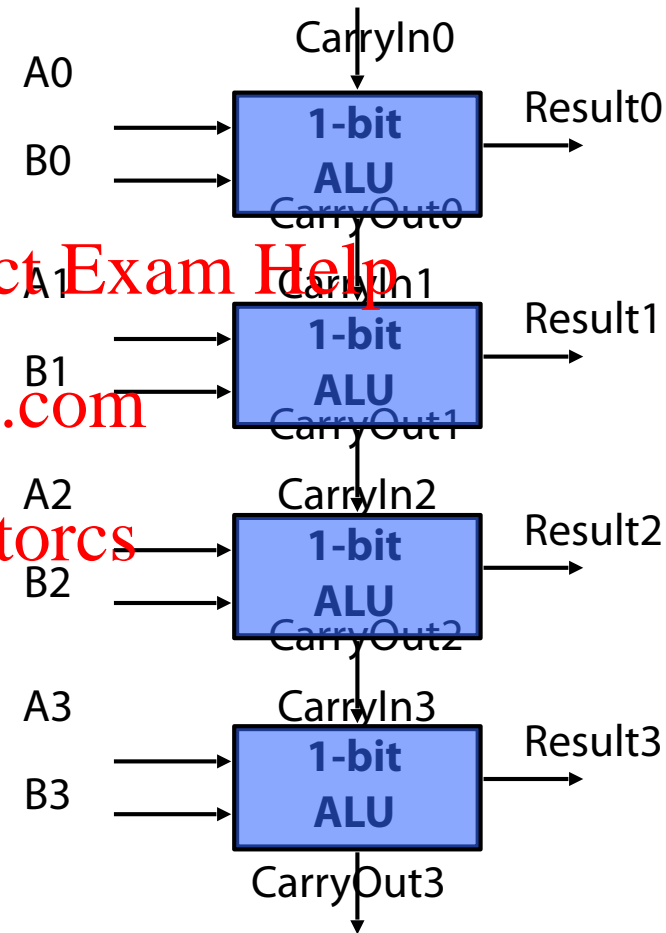 CarryIn0
A0
Result0
1-bit
B0
ALU
CarryOut0
ct Exam Help
A1
CarryIn1
Result1
1-bit
B1
ALU
.com
CarryOut1
A2
CarryIn2
Result2
torcs
1-bit
B2
ALU
CarryOut2
A3
CarryIn3
Result3
1-bit
B3
ALU
CarryOut3